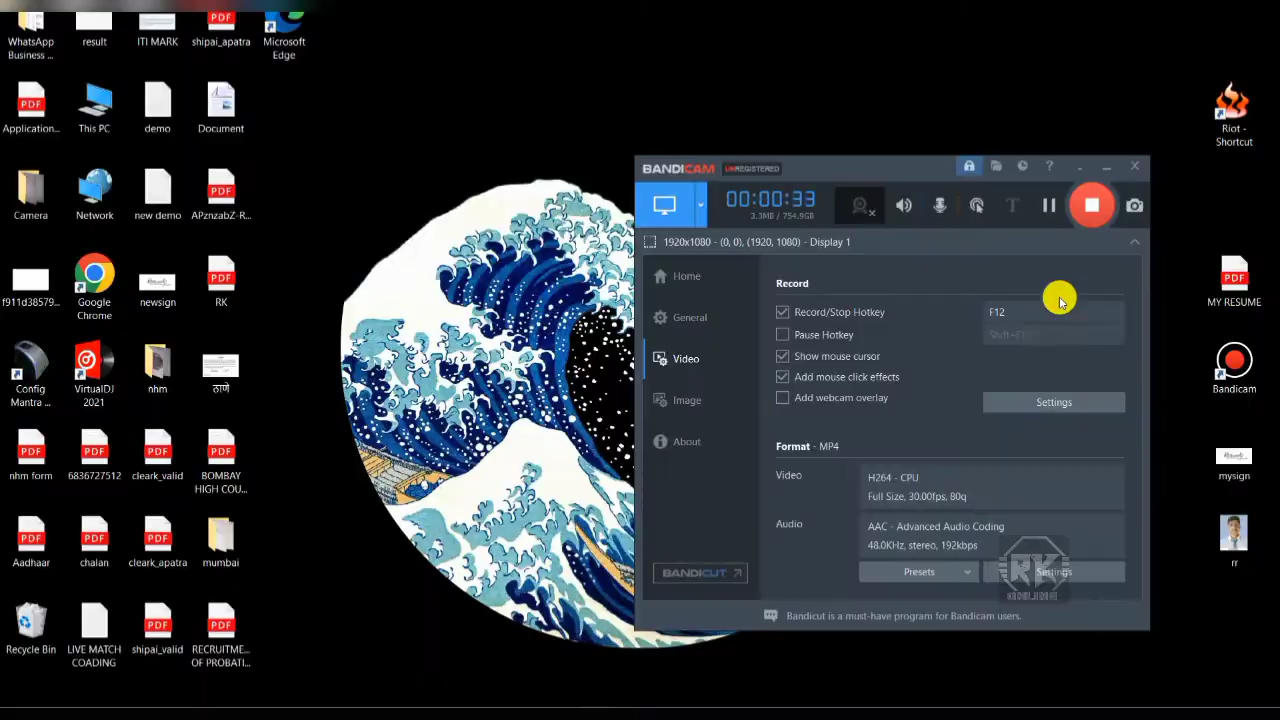 WhatsApp
Business ...
result
ITI MARK
shipai_apatra
Microsoft
Edge
Application...
This PC
demo
Document
Camera
Network
new demo
APznzabZ-R...
f911d38579...
Google
Chrome
newsign
RK
Config
Mantra ...
VirtualDJ
2021
nhm
ठाणे
nhm form
6836727512
cleark_valid
BOMBAY
HIGH COU...
Aadhaar
chalan
cleark_apatra
mumbai
Recycle Bin
LIVE MATCH
COADING
shipai_valid
RECRUITME...
OF PROBATI...
BANDICAM UNREGISTERED
00:00:33
3.3MB / 754.9GB
1920x1080 - (0, 0), (1920, 1080) - Display 1
Home
General
Video
Image
About
BANDICUT
Record
Record/Stop Hotkey
F12
Pause Hotkey
Show mouse cursor
Add mouse click effects
Add webcam overlay
Settings
Format - MP4
Video
H264 - CPU
Full Size, 30.00fps, 80q
Audio
AAC - Advanced Audio Coding
48.0KHz, stereo, 192kbps
Presets
Settings
RK
ONLINE
Bandicut is a must-have program for Bandicam users.
Riot -
Shortcut
MY RESUME
Bandicam
mysign
rr